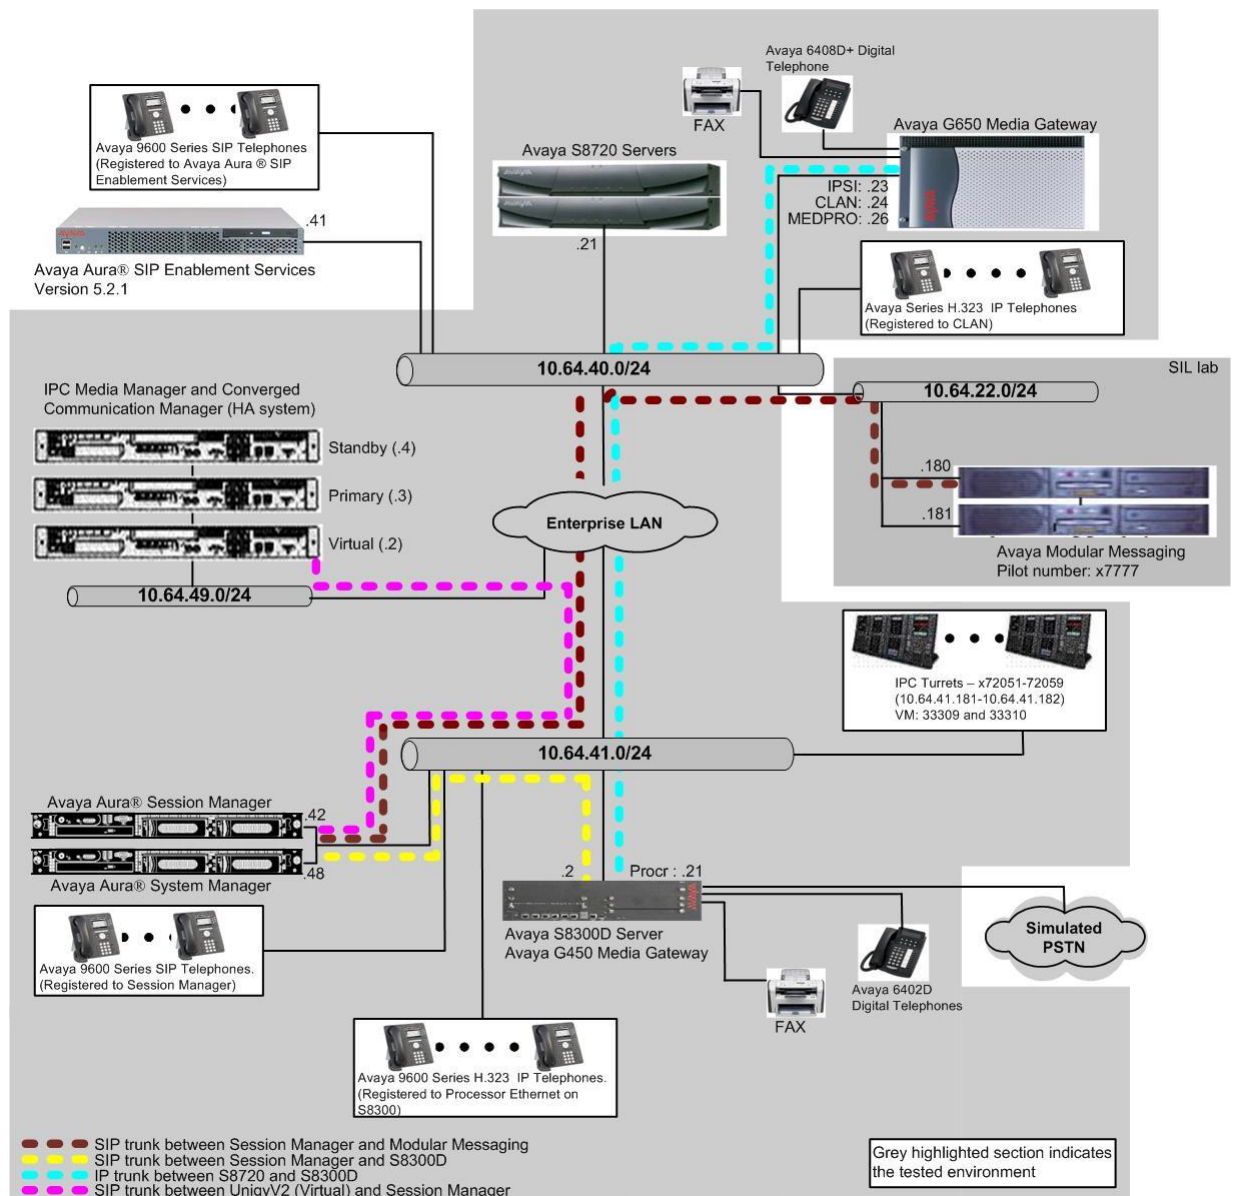 Avaya 6408D+ Digital
Telephone
FAX
Avaya G650 Media Gateway
Avaya 9600 Series SIP Telephones
(Registered to Avaya Aura ® SIP
Enablement Services)
Avaya S8720 Servers
IPSI: .23
CLAN: .24
MEDPRO: .26
.41
.21
Avaya Aura® SIP Enablement Services
Version 5.2.1
Avaya Series H.323 IP Telephones
(Registered to CLAN)
10.64.40.0/24
SIL lab
10.64.22.0/24
IPC Media Manager and Converged
Communication Manager (HA system)
Standby (.4)
Primary (.3)
Virtual (.2)
.180
.181
Enterprise LAN
Avaya Modular Messaging
Pilot number: x7777
10.64.49.0/24
IPC Turrets – x72051-72059
(10.64.41.181-10.64.41.182)
VM: 33309 and 33310
10.64.41.0/24
Avaya Aura® Session Manager
.42
.48
Avaya Aura® System Manager
.2
Procr : .21
Avaya S8300D Server
Avaya G450 Media Gateway
Simulated
PSTN
Avaya 9600 Series SIP Telephones.
(Registered to Session Manager)
Avaya 6402D
Digital Telephones
FAX
Avaya 9600 Series H.323 IP Telephones.
(Registered to Processor Ethernet on
S8300)
SIP trunk between Session Manager and Modular Messaging
SIP trunk between Session Manager and S8300D
IP trunk between S8720 and S8300D
SIP trunk between UnigyV2 (Virtual) and Session Manager
Grey highlighted section indicates
the tested environment